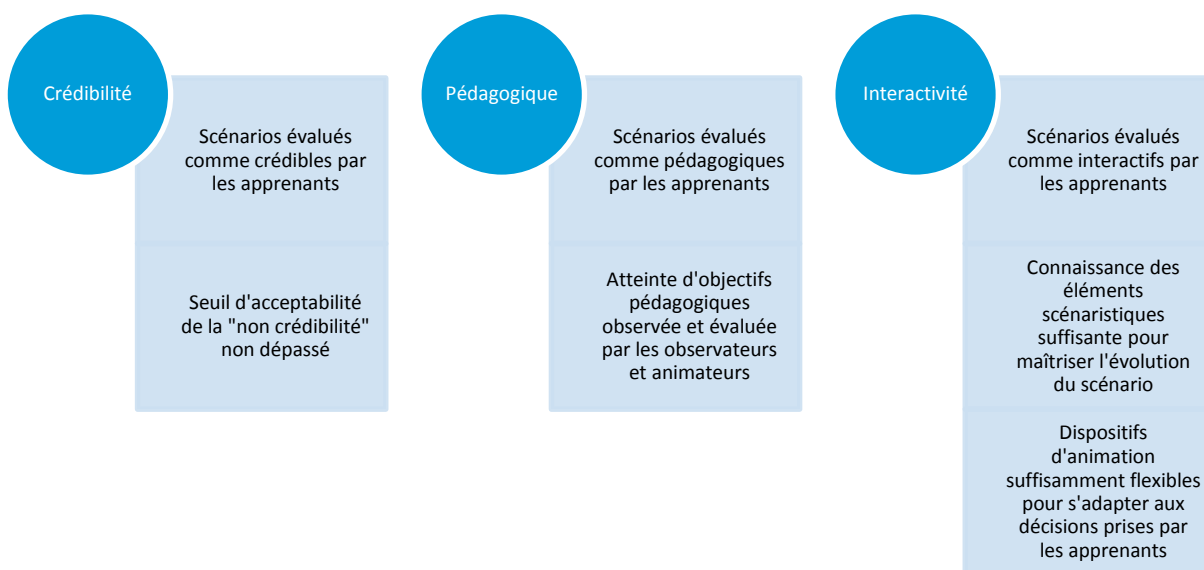 Crédibilité
Scénarios évalués
comme crédibles par
les apprenants
Seuil d'acceptabilité
de la "non crédibilité"
non dépassé
Pédagogique
Scénarios évalués
comme pédagogiques
par les apprenants
Atteinte d'objectifs
pédagogiques
observée et évaluée
par les observateurs
et animateurs
Interactivité
Scénarios évalués
comme interactifs par
les apprenants
Connaissance des
éléments
scénaristiques
suffisante pour
maîtriser l'évolution
du scénario
Dispositifs
d'animation
suffisamment flexibles
pour s'adapter aux
décisions prises par
les apprenants